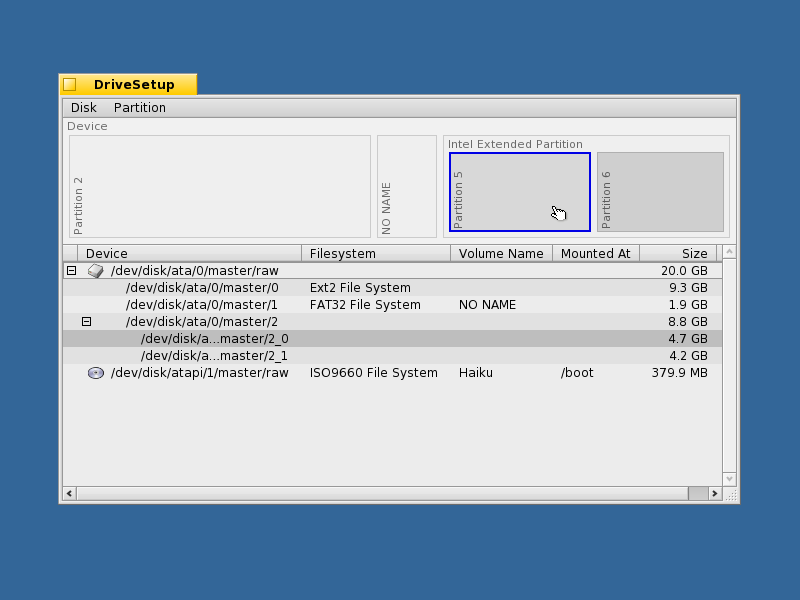 DriveSetup
Disk Partition
Device
Partition 2
NO NAME
Intel Extended Partition
Partition 5
Partition 6
Device Filesystem Volume Name Mounted At Size
/dev/disk/ata/0/master/raw 20.0 GB
/dev/disk/ata/0/master/0 Ext2 File System 9.3 GB
/dev/disk/ata/0/master/1 FAT32 File System NO NAME 1.9 GB
/dev/disk/ata/0/master/2 8.8 GB
/dev/disk/a...master/2_0 4.7 GB
/dev/disk/a...master/2_1 4.2 GB
/dev/disk/atapi/1/master/raw ISO9660 File System Haiku /boot 379.9 MB